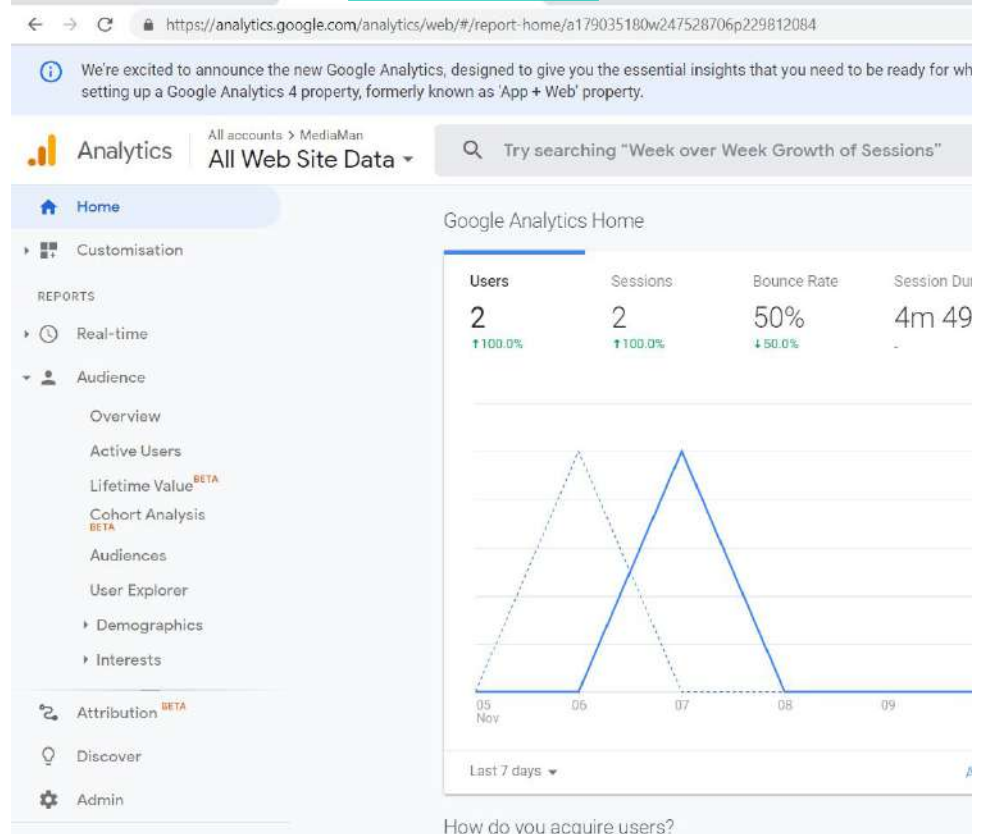 https://analytics.google.com/analytics/web/#/report-home/a179035180w247528706p229812084
We're excited to announce the new Google Analytics, designed to give you the essential insights that you need to be ready for wh
setting up a Google Analytics 4 property, formerly known as 'App + Web' property.
Analytics
All accounts > MediaMan
All Web Site Data
Try searching "Week over Week Growth of Sessions"
Home
Customisation
REPORTS
Real-time
Audience
Overview
Active Users
Lifetime Value BETA
Cohort Analysis
BETA
Audiences
User Explorer
Demographics
Interests
Attribution BETA
Discover
Admin
Google Analytics Home
Users Sessions Bounce Rate Session Du
2 2 50% 4m 49
↑100.0% ↑100.0% ↓50.0% -
05 06 07 08 09
Nov
Last 7 days
How do you acquire users?